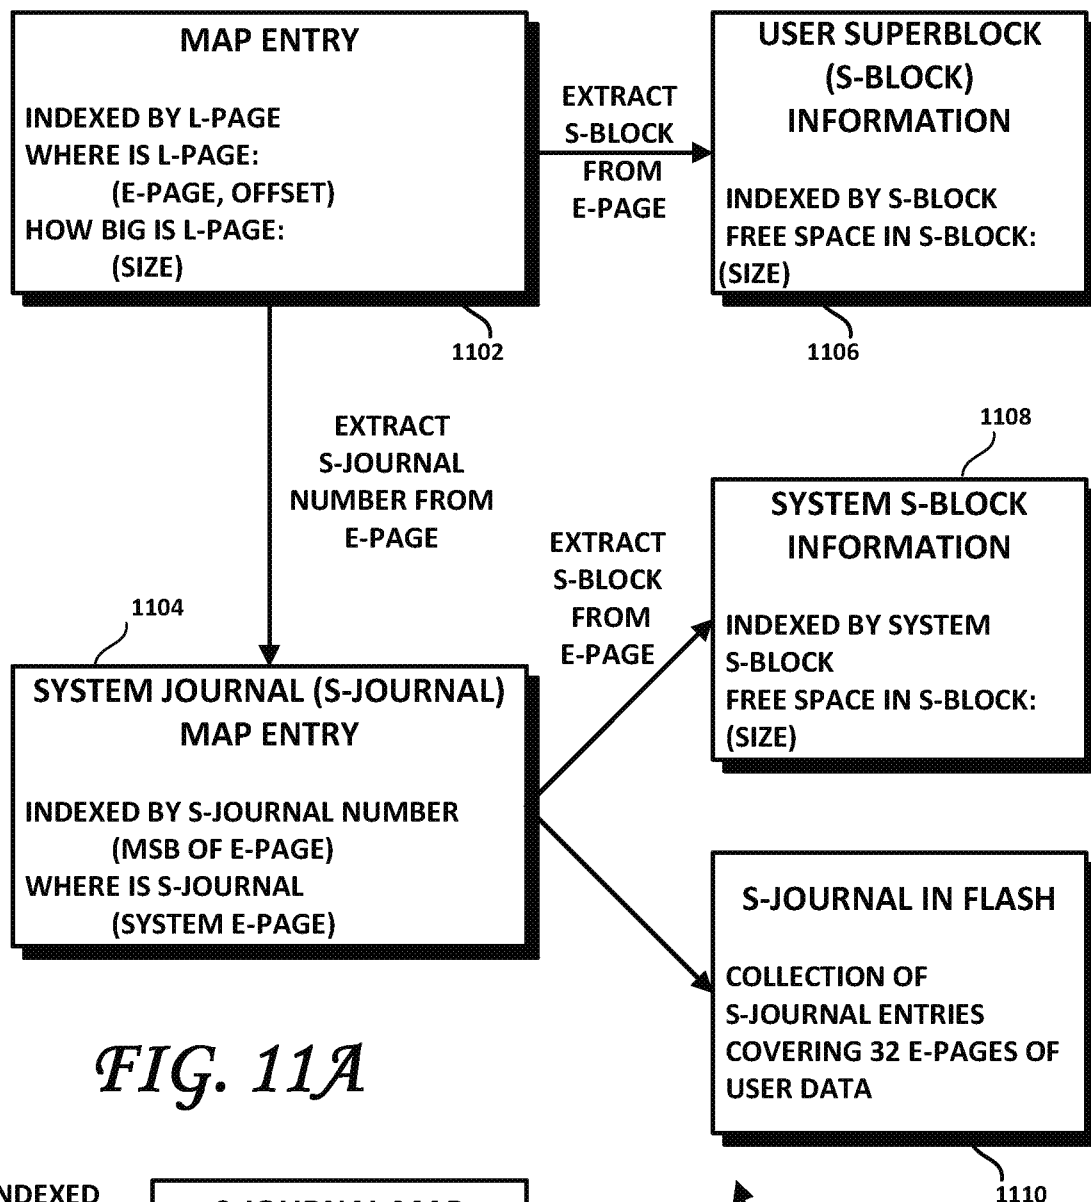 MAP ENTRY
INDEXED BY L-PAGE
WHERE IS L-PAGE:
(E-PAGE, OFFSET)
HOW BIG IS L-PAGE:
(SIZE)
1102
EXTRACT
S-BLOCK
FROM
E-PAGE
USER SUPERBLOCK
(S-BLOCK)
INFORMATION
INDEXED BY S-BLOCK
FREE SPACE IN S-BLOCK:
(SIZE)
1106
EXTRACT
S-JOURNAL
NUMBER FROM
E-PAGE
1104
SYSTEM JOURNAL (S-JOURNAL)
MAP ENTRY
INDEXED BY S-JOURNAL NUMBER
(MSB OF E-PAGE)
WHERE IS S-JOURNAL
(SYSTEM E-PAGE)
EXTRACT
S-BLOCK
FROM
E-PAGE
1108
SYSTEM S-BLOCK
INFORMATION
INDEXED BY SYSTEM
S-BLOCK
FREE SPACE IN S-BLOCK:
(SIZE)
S-JOURNAL IN FLASH
COLLECTION OF
S-JOURNAL ENTRIES
COVERING 32 E-PAGES OF
USER DATA
1110
FIG. 11A